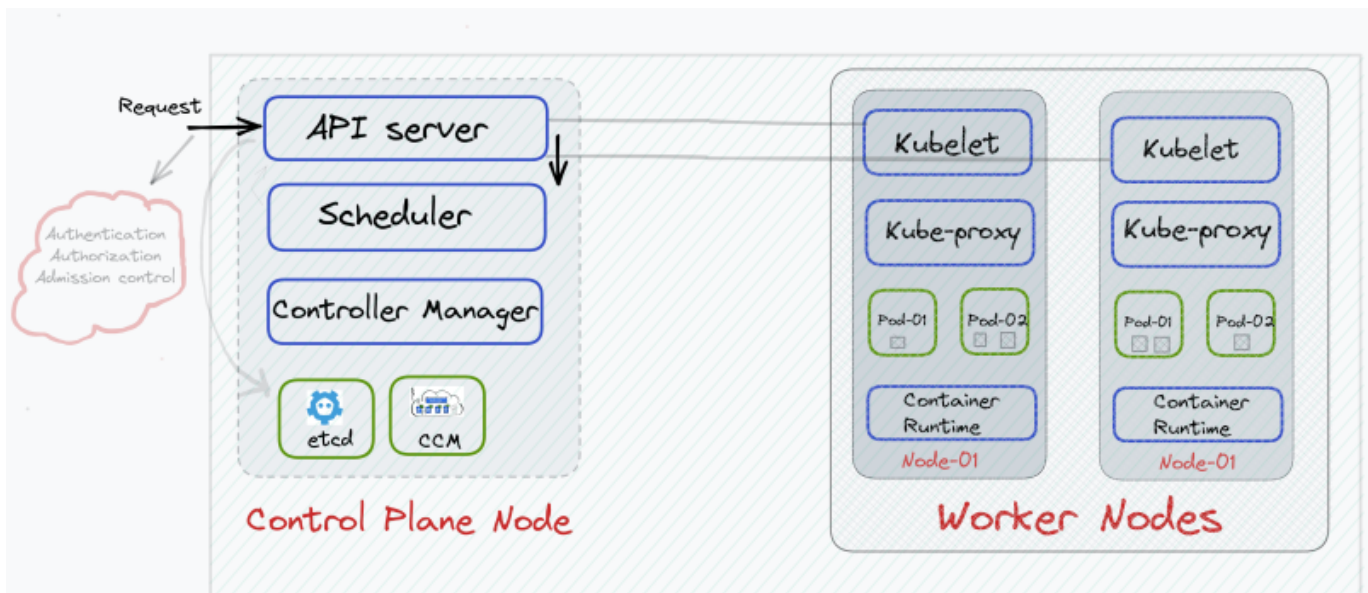 Request
API server
Scheduler
Controller Manager
etcd
CCM
Control Plane Node
Authentication
Authorization
Admission control
Kubelet
Kube-proxy
Pod-01
Pod-02
Container
Runtime
Node-01
Kubelet
Kube-proxy
Pod-01
Pod-02
Container
Runtime
Node-01
Worker Nodes